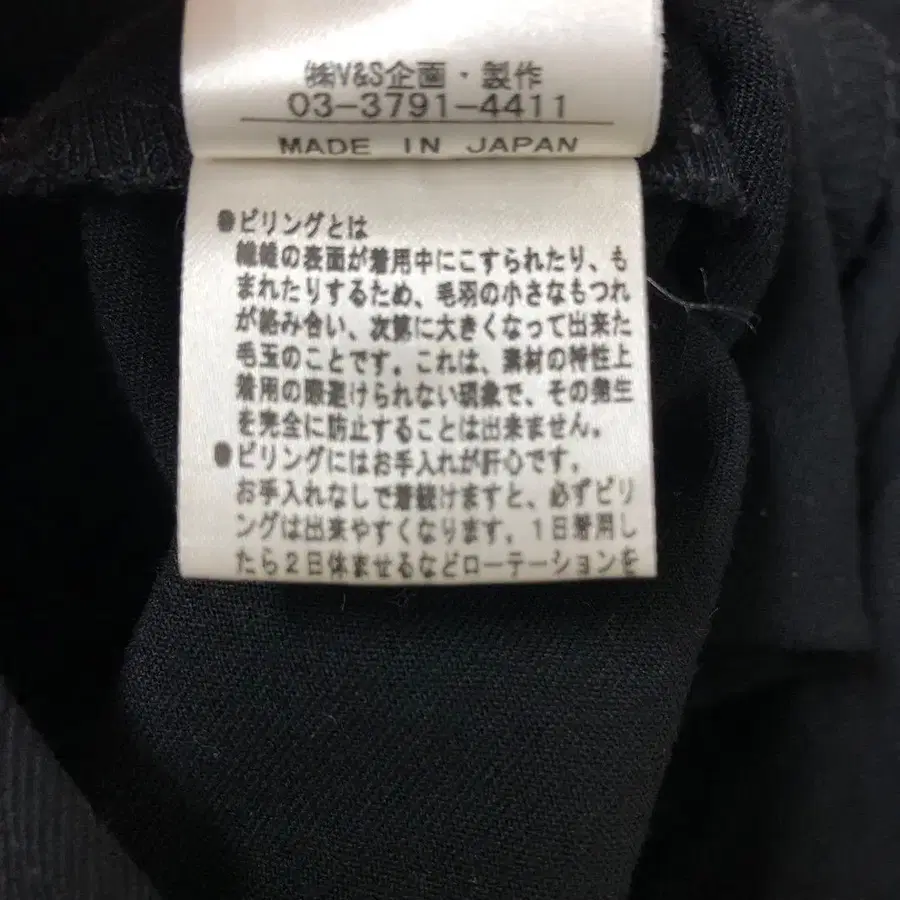 ㈱V&S企画・製作
03-3791-4411
MADE IN JAPAN
●ピリングとは
繊維の表面が着用中にこすられたり、も
まれたりするため、毛羽の小さなもつれ
が絡み合い、次第に大きくなって出来た
毛玉のことです。これは、素材の特性上
着用の際避けられない現象で、その発生
を完全に防止することは出来ません。
●ピリングにはお手入れが肝心です。
お手入れなしで着続けますと、必ずピリ
ングは出来やすくなります。1日着用し
たら2日休ませるなどローテーションを